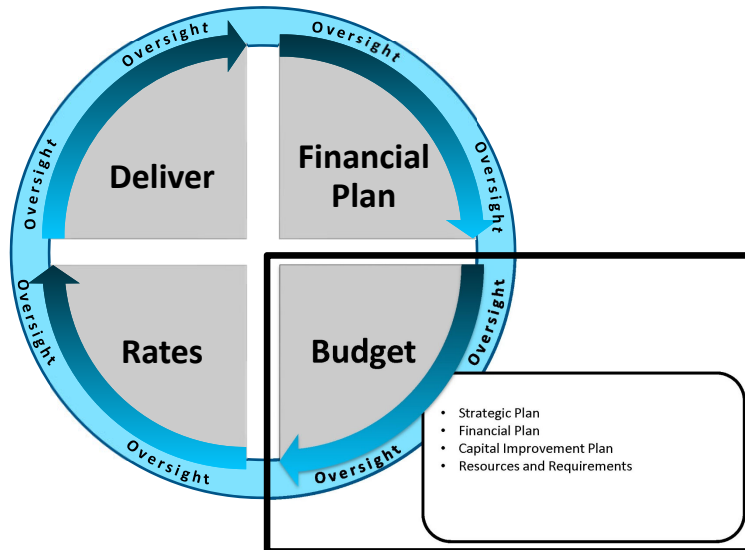 Oversight
Oversight
Deliver
Financial
Plan
Oversight
Oversight
Rates
Budget
Oversight
Oversight
Oversight
Oversight
• Strategic Plan
• Financial Plan
• Capital Improvement Plan
• Resources and Requirements